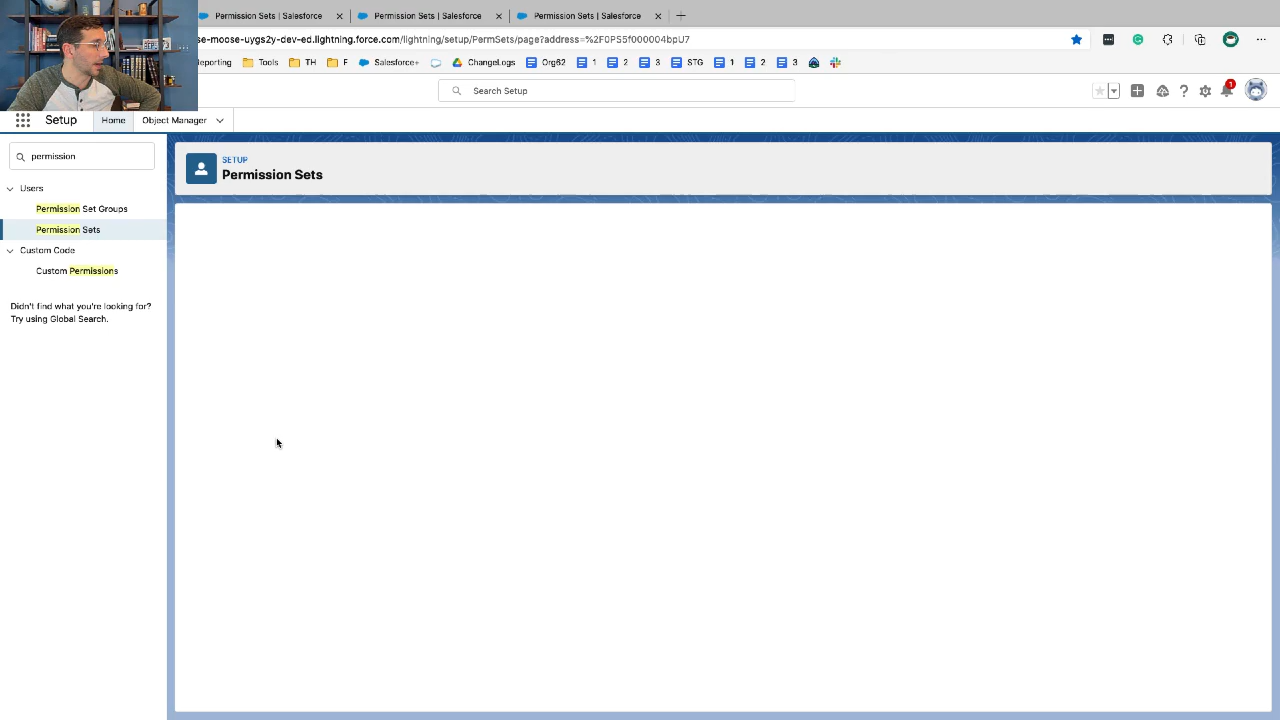 Permission Sets | Salesforce
Permission Sets | Salesforce
Permission Sets | Salesforce
se-moose-uygs2y-dev-ed.lightning.force.com/lightning/setup/PermSets/page?address=%2F0PS5f000004bpU7
eporting
Tools
TH
F
Salesforce+
ChangeLogs
Org62
1
2
3
STG
1
2
3
Search Setup
1
Setup
Home
Object Manager
permission
SETUP
Permission Sets
Users
Permission Set Groups
Permission Sets
Custom Code
Custom Permissions
Didn't find what you're looking for?
Try using Global Search.